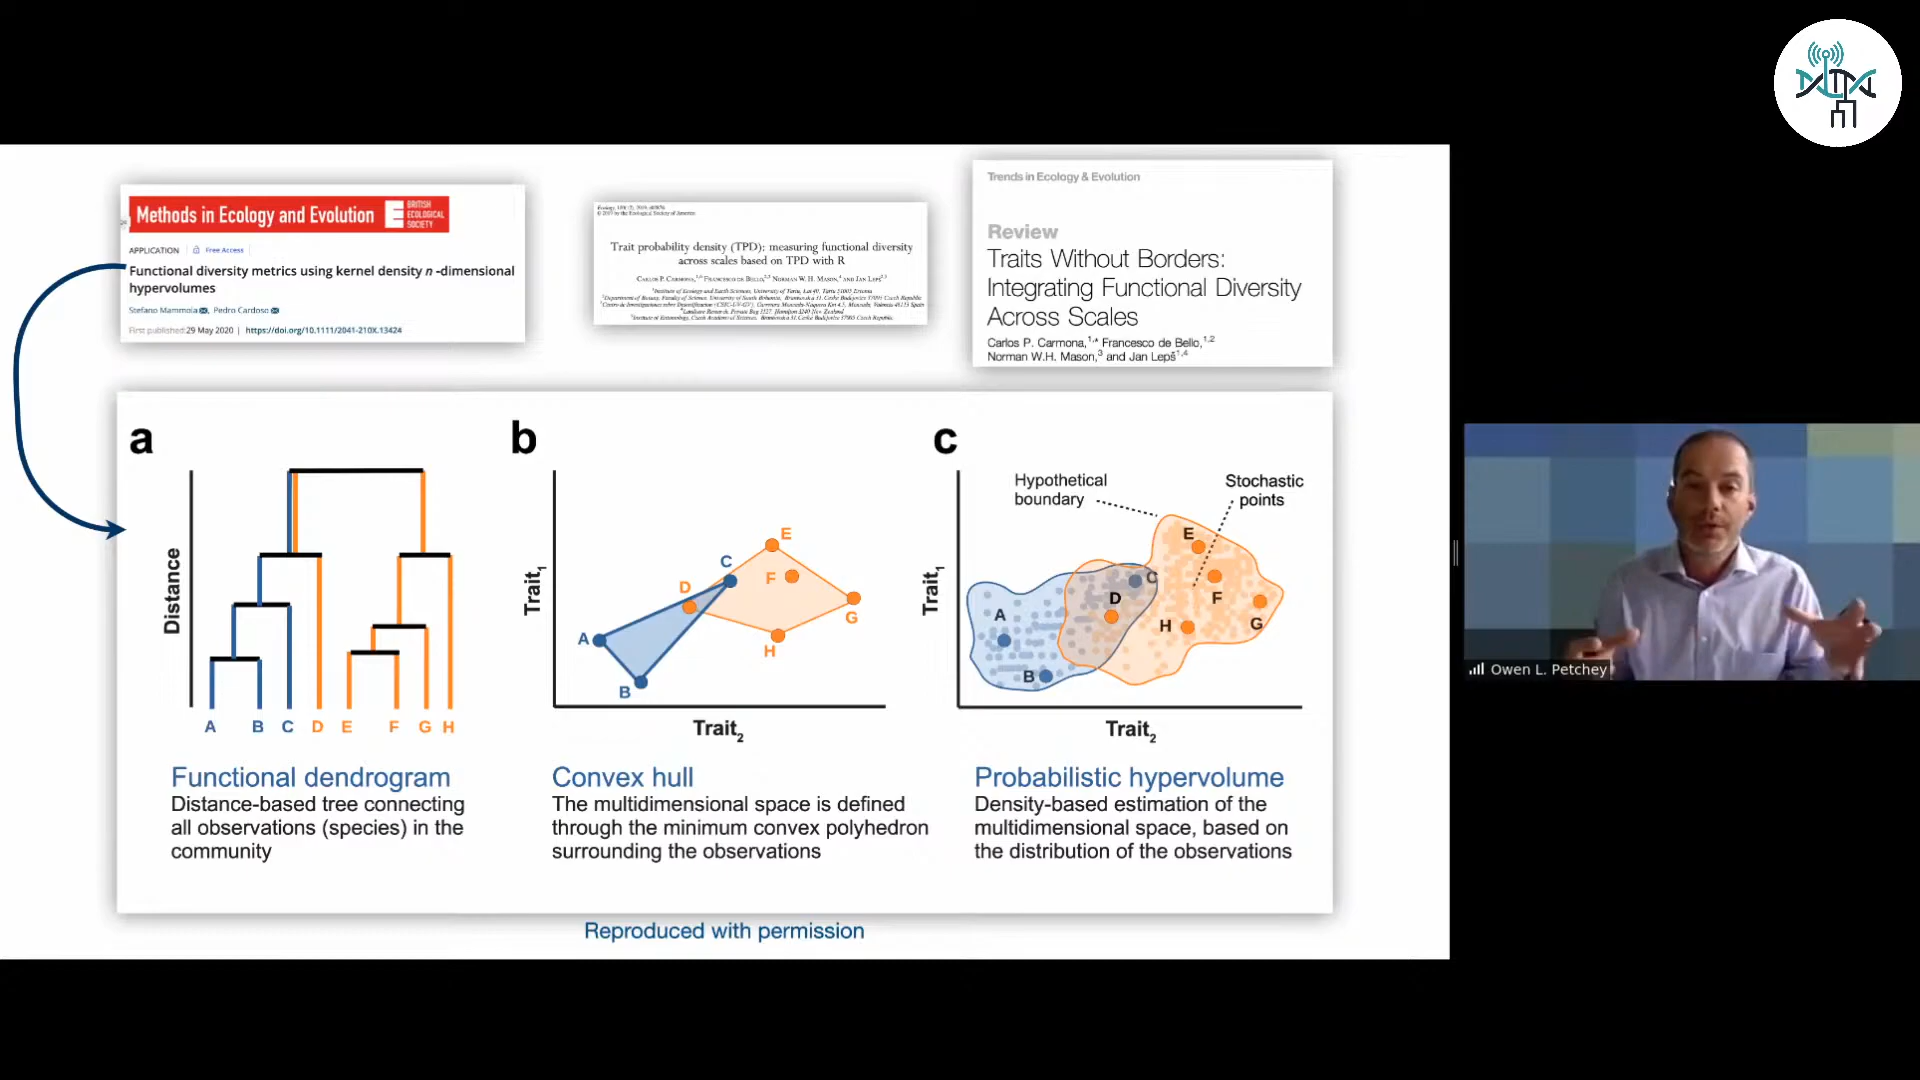 Methods in Ecology and Evolution
BRITISH
ECOLOGICAL
SOCIETY
APPLICATION
Free Access
Functional diversity metrics using kernel density n -dimensional
hypervolumes
Stefano Mammola, Pedro Cardoso
First published:29 May 2020 | https://doi.org/10.1111/2041-210X.13424
Trait probability density (TPD): measuring functional diversity
across scales based on TPD with R
Trends in Ecology & Evolution
Review
Traits Without Borders:
Integrating Functional Diversity
Across Scales
Carlos P. Carmona,1,* Francesco de Bello,1,2
Norman W.H. Mason,3 and Jan Lepš1,4
a
Distance
A B C D E F G H
Functional dendrogram
Distance-based tree connecting
all observations (species) in the
community
b
Trait1
E
C
F
D
G
A
H
B
Trait2
Convex hull
The multidimensional space is defined
through the minimum convex polyhedron
surrounding the observations
c
Hypothetical
boundary
Stochastic
points
Trait1
E
C
D
F
A
H
G
B
Trait2
Probabilistic hypervolume
Density-based estimation of the
multidimensional space, based on
the distribution of the observations
Reproduced with permission
Owen L. Petchey